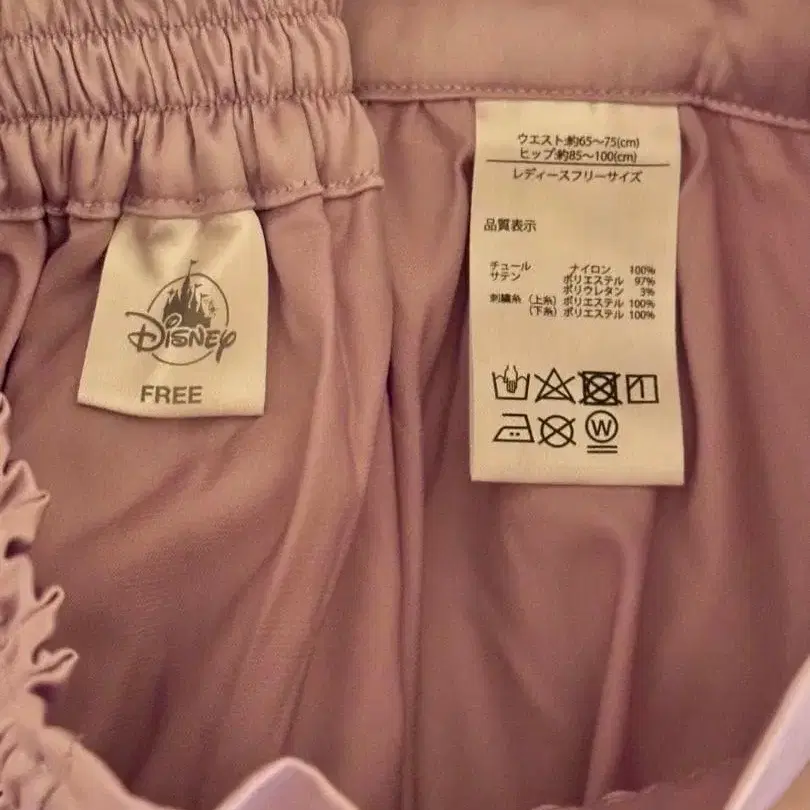 DISNEY
FREE
ウエスト:約65～75(cm)
ヒップ:約85～100(cm)
レディースフリーサイズ
品質表示
チュール ナイロン 100%
サテン ポリエステル 97%
ポリウレタン 3%
刺繍糸 (上糸) ポリエステル 100%
(下糸) ポリエステル 100%
W